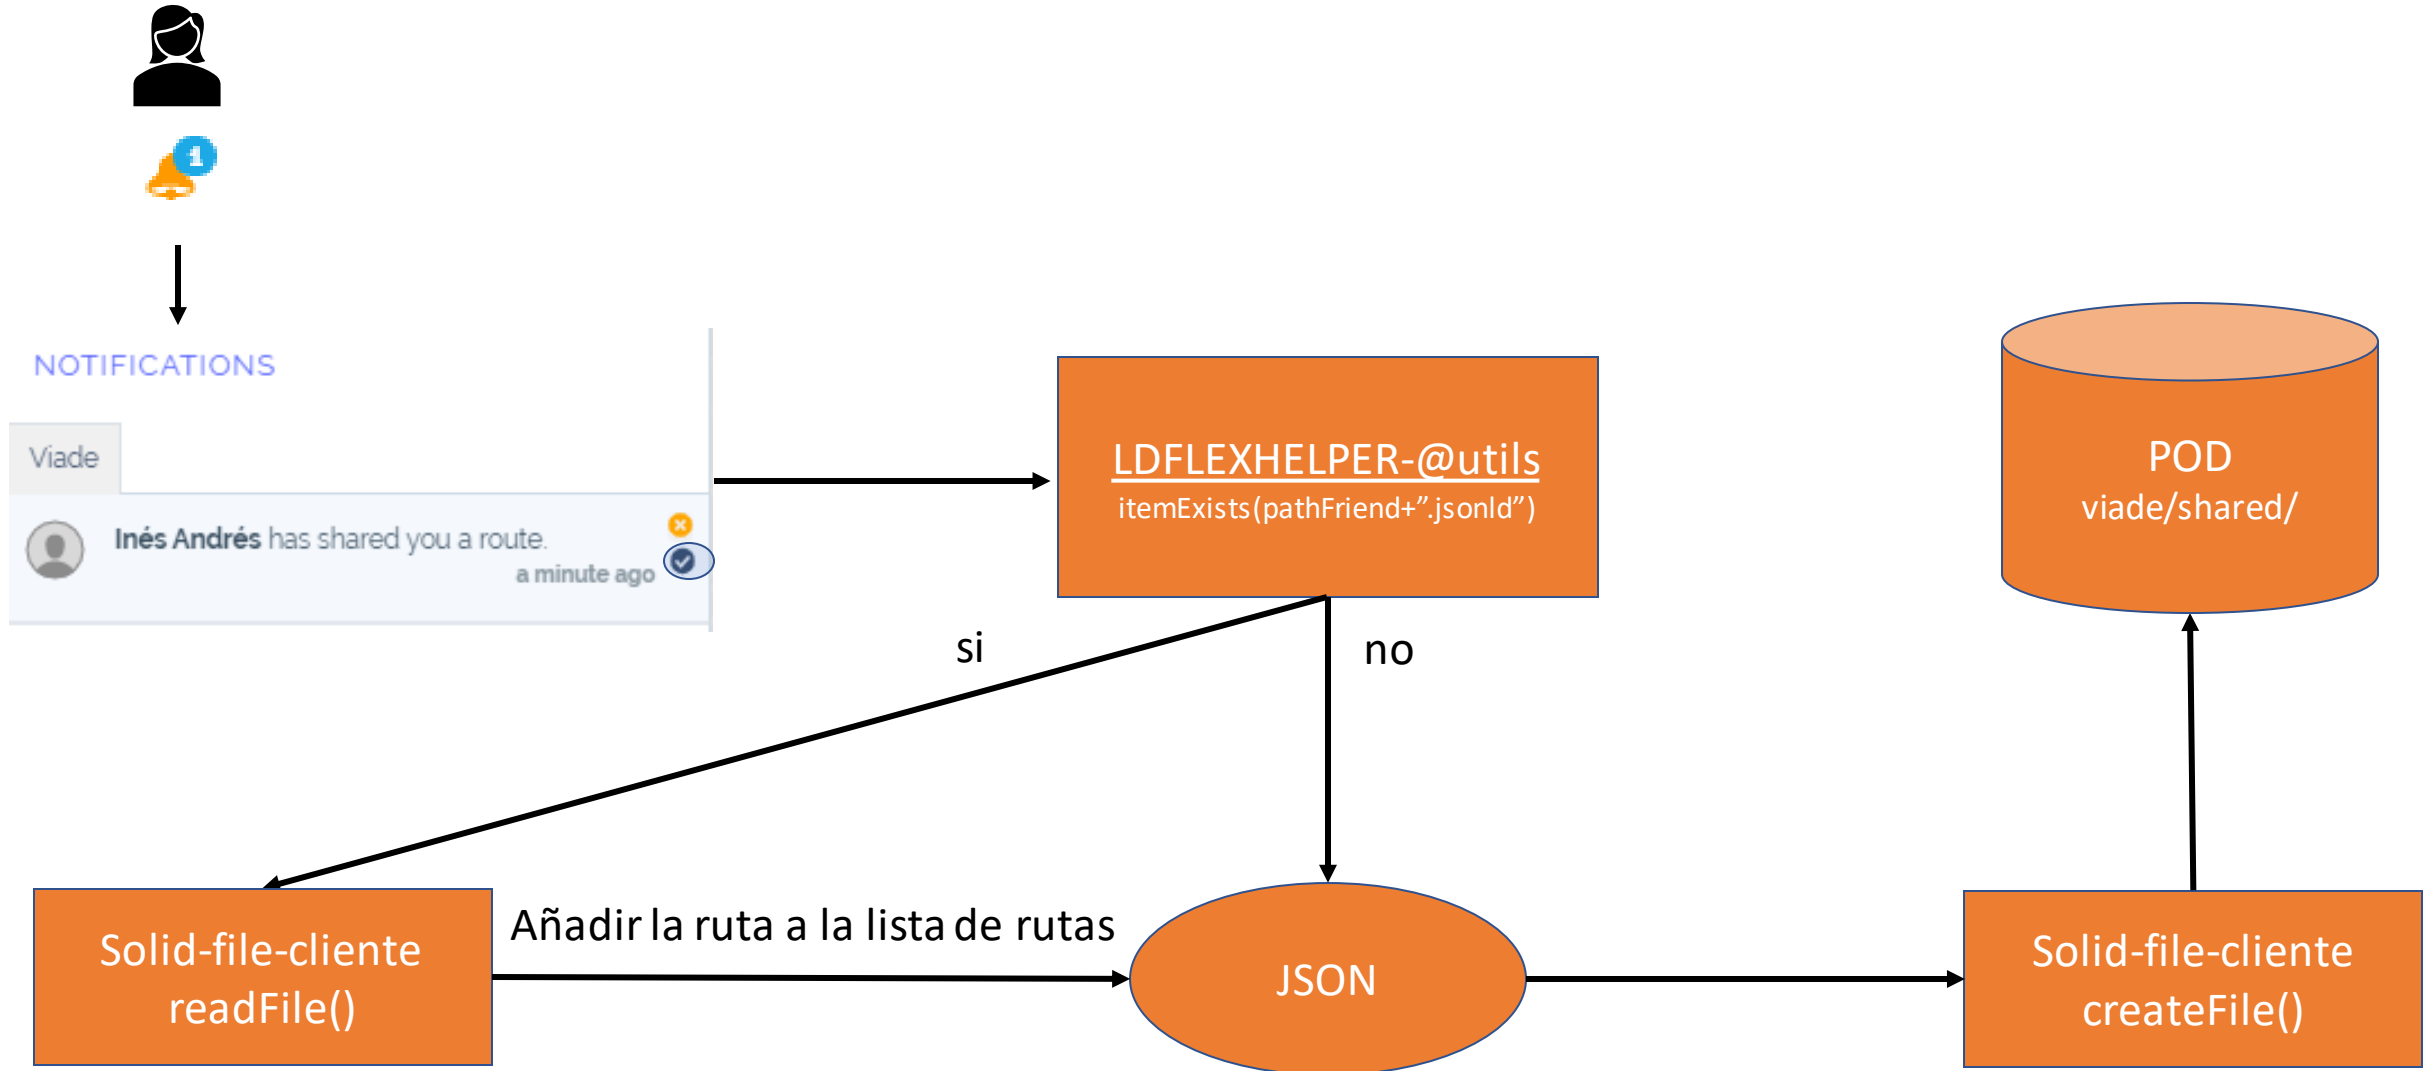 1
NOTIFICATIONS
Viade
Inés Andrés has shared you a route.
a minute ago
LDFLEXHELPER-@utils
itemExists(pathFriend+”.jsonld”)
POD
viade/shared/
si
no
Solid-file-cliente
readFile()
Añadir la ruta a la lista de rutas
JSON
Solid-file-cliente
createFile()